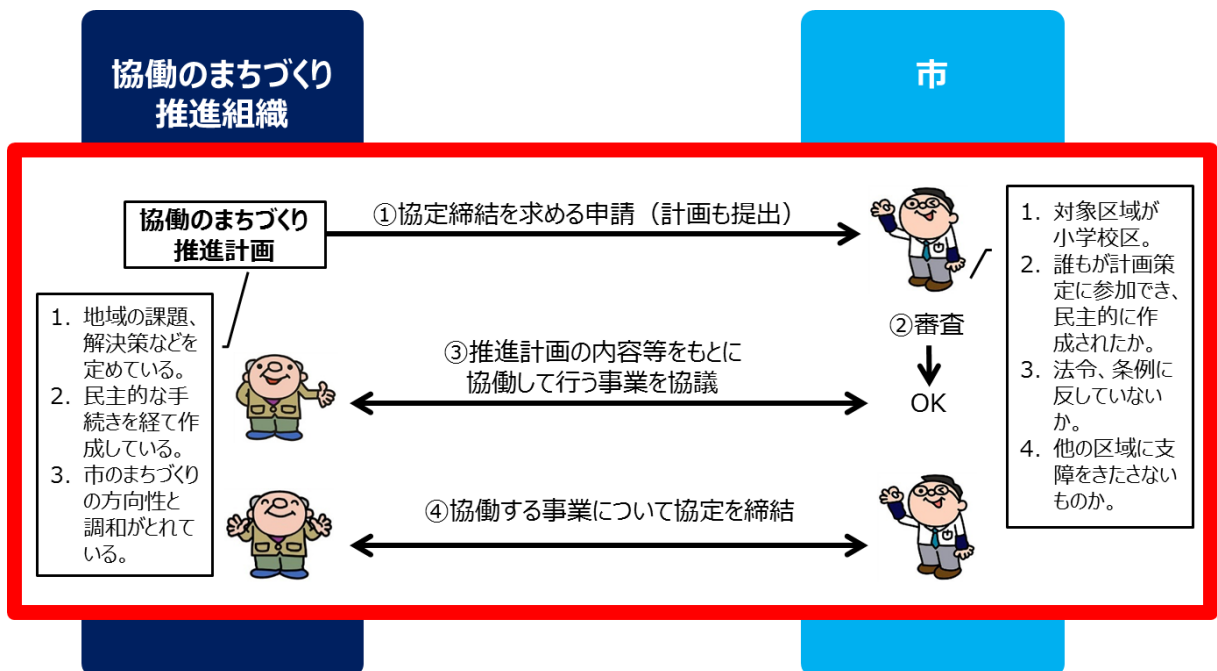 協働のまちづくり
推進組織
市
協働のまちづくり
推進計画
①協定締結を求める申請（計画も提出）
1. 対象区域が
小学校区。
2. 誰もが計画策
定に参加でき、
民主的に作
成されたか。
3. 法令、条例に
反していない
か。
4. 他の区域に支
障をきたさない
ものか。
②審査
OK
1. 地域の課題、
解決策などを
定めている。
2. 民主的な手
続きを経て作
成している。
3. 市のまちづくり
の方向性と
調和がとれて
いる。
③推進計画の内容等をもとに
協働して行う事業を協議
④協働する事業について協定を締結